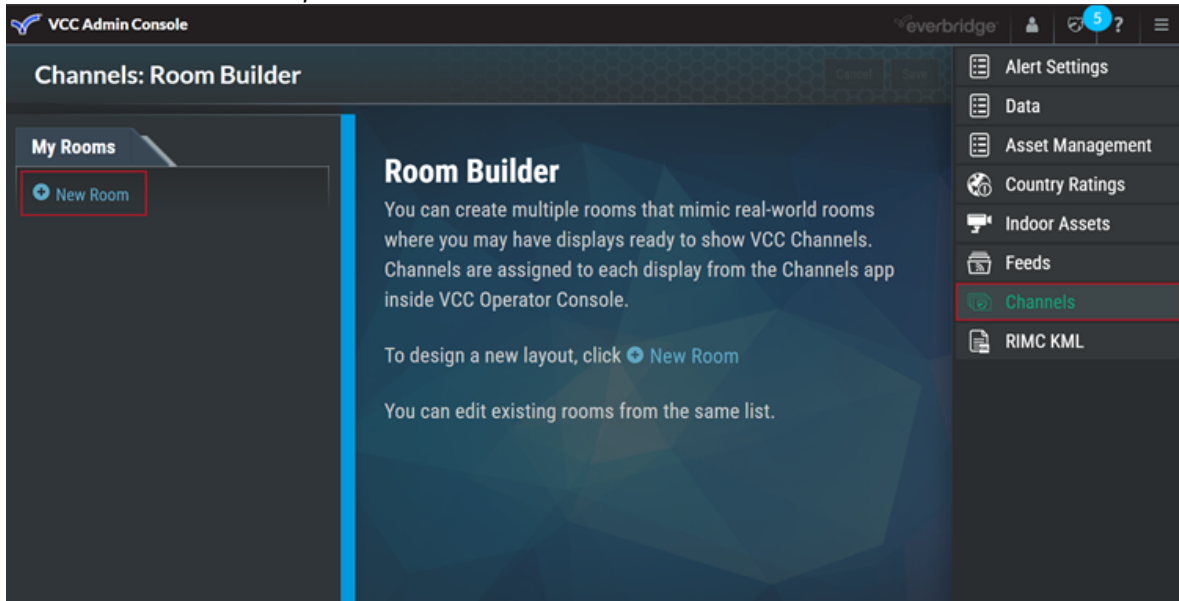 VCC Admin Console
everbridge
5
?
Channels: Room Builder
Cancel
Save
Alert Settings
Data
Asset Management
Country Ratings
Indoor Assets
Feeds
Channels
RIMC KML
My Rooms
New Room
Room Builder
You can create multiple rooms that mimic real-world rooms
where you may have displays ready to show VCC Channels.
Channels are assigned to each display from the Channels app
inside VCC Operator Console.
To design a new layout, click New Room
You can edit existing rooms from the same list.